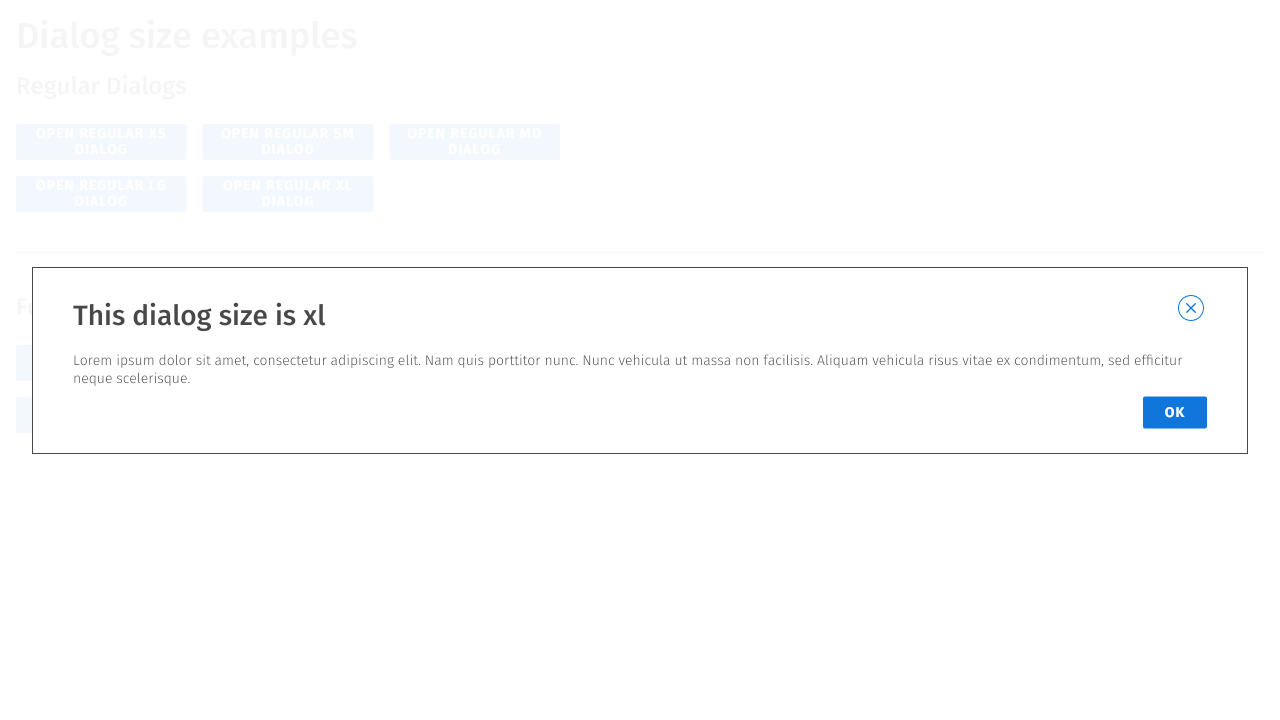 Dialog size examples
Regular Dialogs
OPEN REGULAR XS
DIALOG
OPEN REGULAR SM
DIALOG
OPEN REGULAR MD
DIALOG
OPEN REGULAR LG
DIALOG
OPEN REGULAR XL
DIALOG
This dialog size is xl
Lorem ipsum dolor sit amet, consectetur adipiscing elit. Nam quis porttitor nunc. Nunc vehicula ut massa non facilisis. Aliquam vehicula risus vitae ex condimentum, sed efficitur
neque scelerisque.
OK